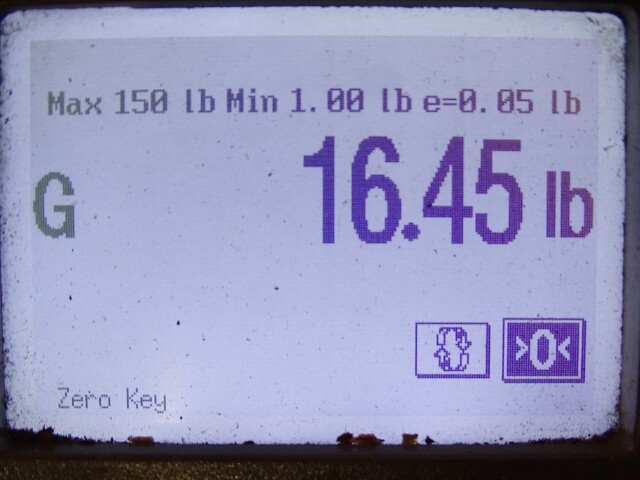 Max 150 lb Min 1.00 lb e=0.05 lb
G 16.45 lb
>0<
Zero Key